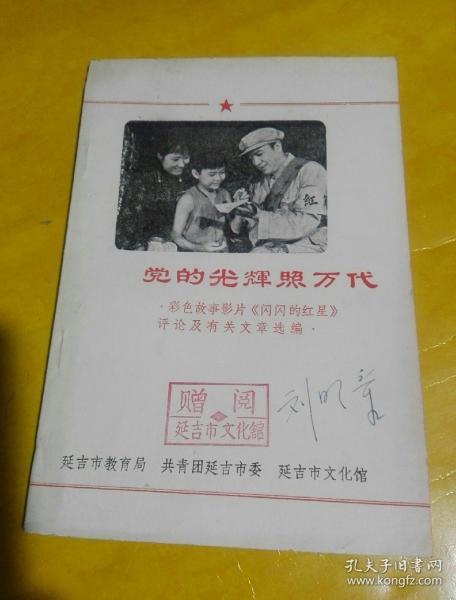 红
党的光輝照万代
·彩色故事影片《闪闪的红星》
评论及有关文章选编·
赠阅
延吉市文化館
延吉市教育局 共青团延吉市委 延吉市文化馆
孔夫子旧书网
www.kongfz.com